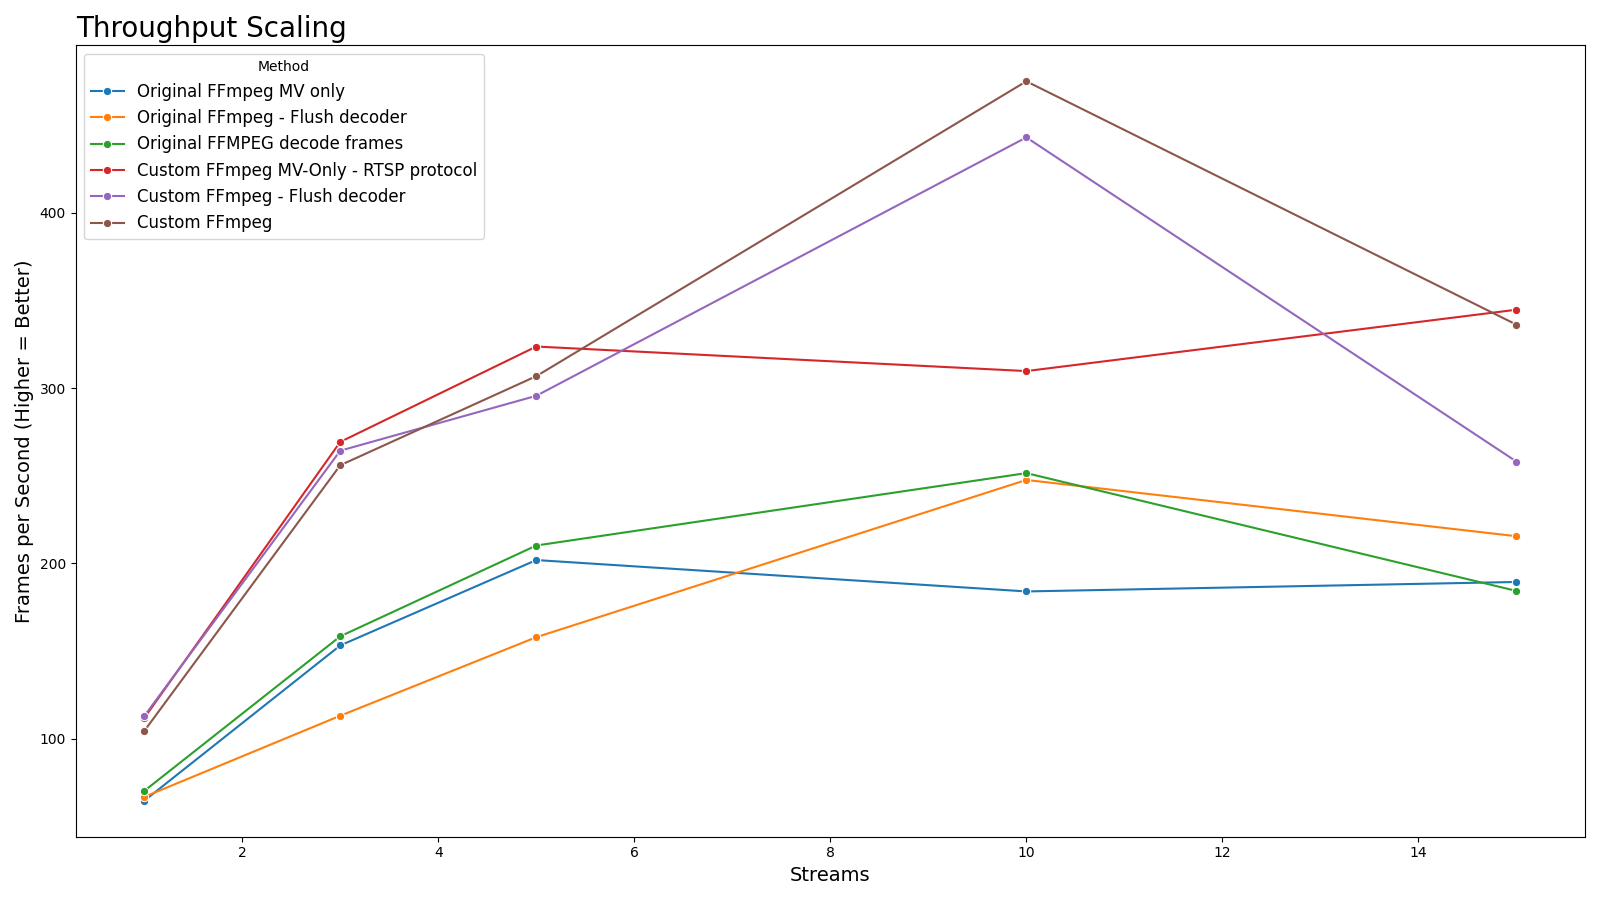 Throughput Scaling
Method
Original FFmpeg MV only
Original FFmpeg - Flush decoder
Original FFMPEG decode frames
Custom FFmpeg MV-Only - RTSP protocol
Custom FFmpeg - Flush decoder
Custom FFmpeg
Frames per Second (Higher = Better)
400
300
200
100
2 4 6 8 10 12 14
Streams